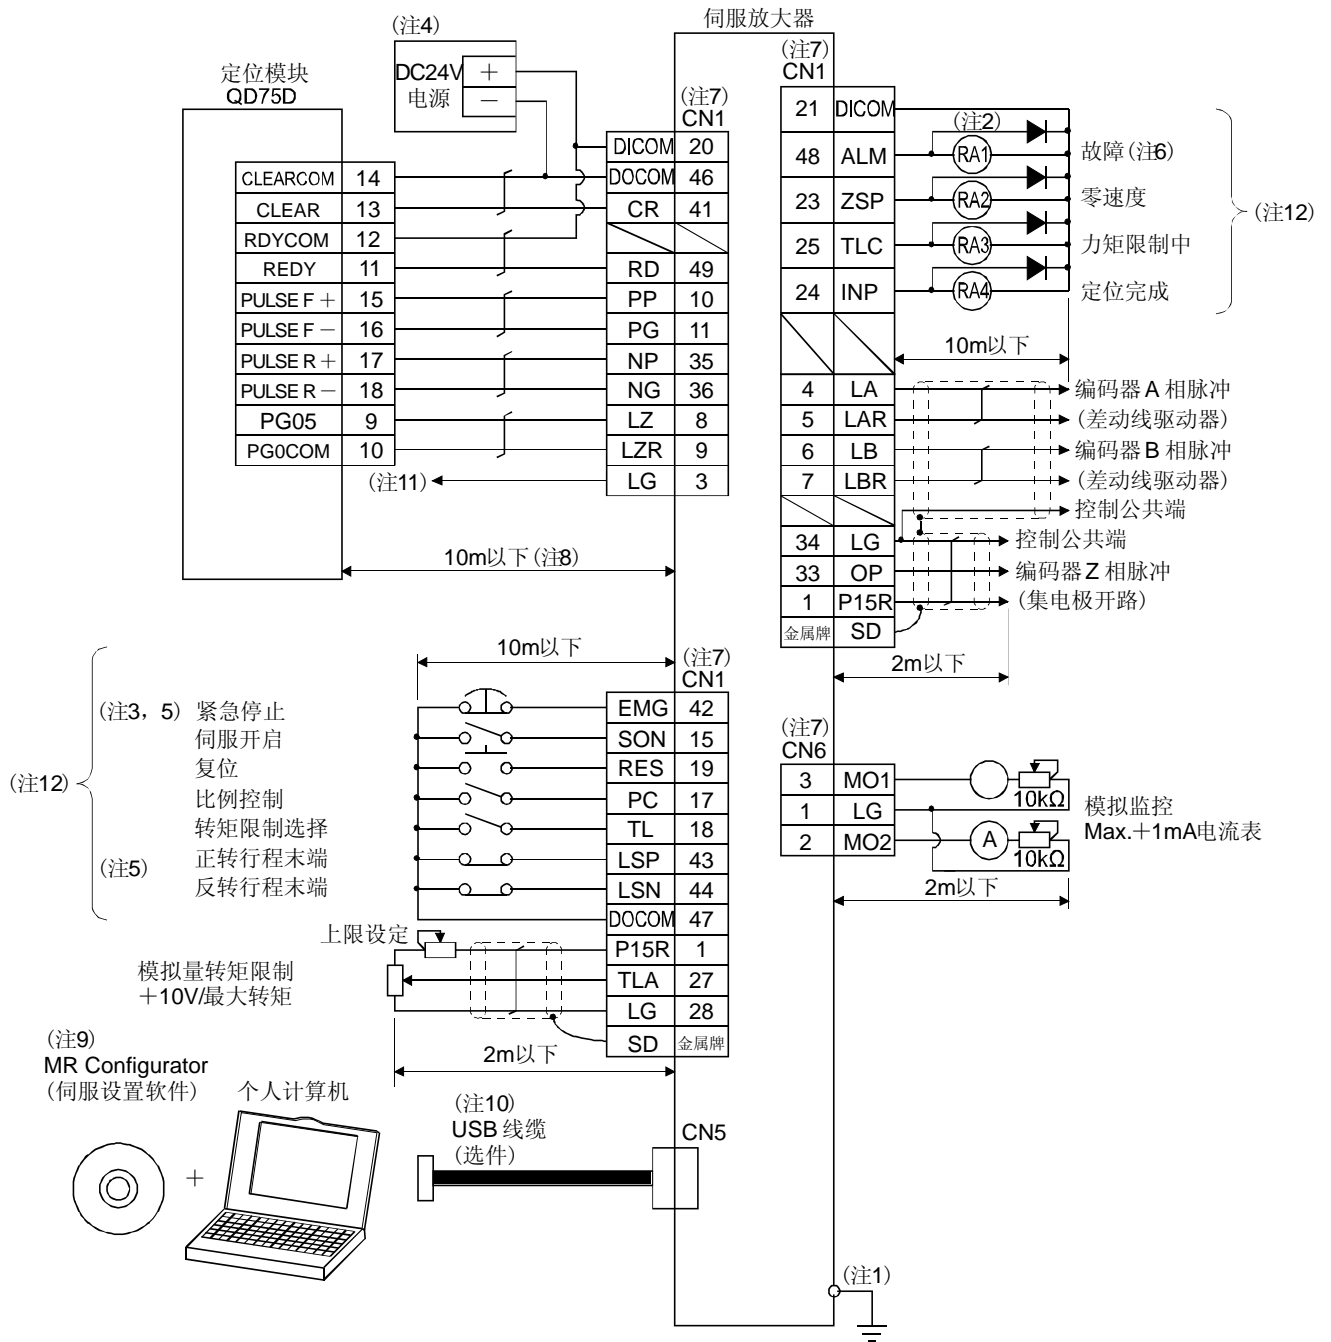 伺服放大器
(注4)
DC24V ＋
电源 －
定位模块
QD75D
(注7)
CN1
DICOM 20
CLEARCOM 14 DOCOM 46
CLEAR 13 CR 41
RDYCOM 12
REDY 11 RD 49
PULSE F＋ 15 PP 10
PULSE F－ 16 PG 11
PULSE R＋ 17 NP 35
PULSE R－ 18 NG 36
PG05 9 LZ 8
PG0COM 10 LZR 9
(注11) LG 3
10m以下(注8)
(注7)
CN1
21 DICOM
(注2)
48 ALM RA1 故障(注6)
23 ZSP RA2 零速度
25 TLC RA3 力矩限制中
24 INP RA4 定位完成
(注12)
10m以下
4 LA 编码器A相脉冲
5 LAR (差动线驱动器)
6 LB 编码器B相脉冲
7 LBR (差动线驱动器)
控制公共端
34 LG 控制公共端
33 OP 编码器Z相脉冲
1 P15R (集电极开路)
金属牌 SD
2m以下
10m以下
(注7)
CN1
(注12)
(注3，5) 紧急停止 EMG 42
伺服开启 SON 15
复位 RES 19
比例控制 PC 17
转矩限制选择 TL 18
(注5) 正转行程末端 LSP 43
反转行程末端 LSN 44
DOCOM 47
上限设定 P15R 1
模拟量转矩限制 TLA 27
＋10V/最大转矩
LG 28
SD 金属牌
2m以下
(注7)
CN6
3 MO1 10kΩ
1 LG
2 MO2 A 10kΩ
模拟监控
Max.＋1mA电流表
2m以下
(注9)
MR Configurator
(伺服设置软件) 个人计算机
＋
(注10)
USB线缆
(选件)
CN5
(注1)